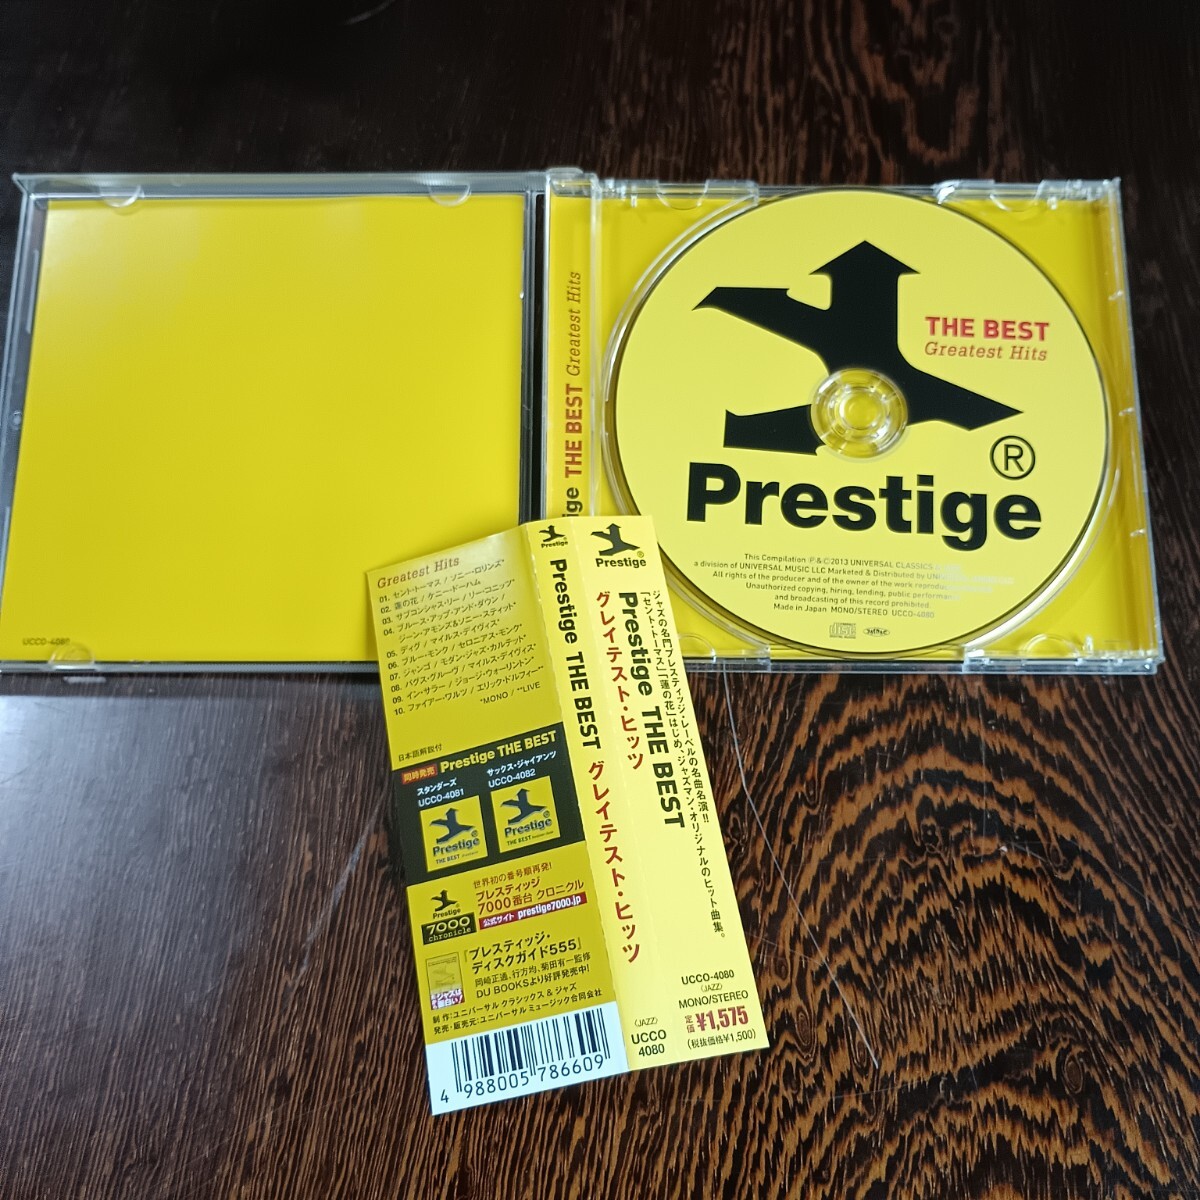 UCCO-4080
Prestige THE BEST Greatest Hits
THE BEST
Greatest Hits
Prestige
®
This Compilation ℗&©2013 UNIVERSAL CLASSICS &
a division of UNIVERSAL MUSIC LLC Marketed & Distributed by
All rights of the producer and of the owner of the work reproduced
Unauthorized copying, hiring, lending, public performance
and broadcasting of this record prohibited.
Made in Japan MONO/STEREO UCCO-4080
Greatest Hits
01. セント・トーマス / ソニー・ロリンズ*
02. 蓮の花 / ケニー・ドーハム
03. サブコンシャス・リー / リー・コニッツ*
04. ブルース・アップ・アンド・ダウン /
ジーン・アモンズ&ソニー・スティット*
05. ディグ / マイルス・デイヴィス*
06. ブルー・モンク / セロニアス・モンク*
07. ジャンゴ / モダン・ジャズ・カルテット*
08. バグス・グルーヴ / マイルス・デイヴィス*
09. イン・サラー / ジョージ・ウォーリントン*
10. ファイアー・ワルツ / エリック・ドルフィー**
*MONO / **LIVE
日本語解説付
同時発売 Prestige THE BEST
スタンダーズ
UCCO-4081
サックス・ジャイアンツ
UCCO-4082
Prestige
THE BEST
Prestige
THE BEST
Prestige
7000
chronicle
世界初の番号順再発!
プレスティッジ
7000番台 クロニクル
公式サイト prestige7000.jp
『プレスティッジ・
ディスクガイド555』
岡崎正通、行方均、菊田有一監修
DU BOOKSより好評発売中!
制作:ユニバーサル クラシックス & ジャズ
発売・販売元:ユニバーサル ミュージック合同会社
4 988005 786609
Prestige
Prestige THE BEST グレイテスト・ヒッツ
(JAZZ)
UCCO
4080
Prestige
ジャズの名門プレスティッジ・レーベルの名曲名演!!
「セント・トーマス」「蓮の花」はじめ、ジャズマン・オリジナルのヒット曲集。
Prestige THE BEST
グレイテスト・ヒッツ
UCCO-4080
(JAZZ)
MONO/STEREO
定価 ¥1,575
(税抜価格¥1,500)